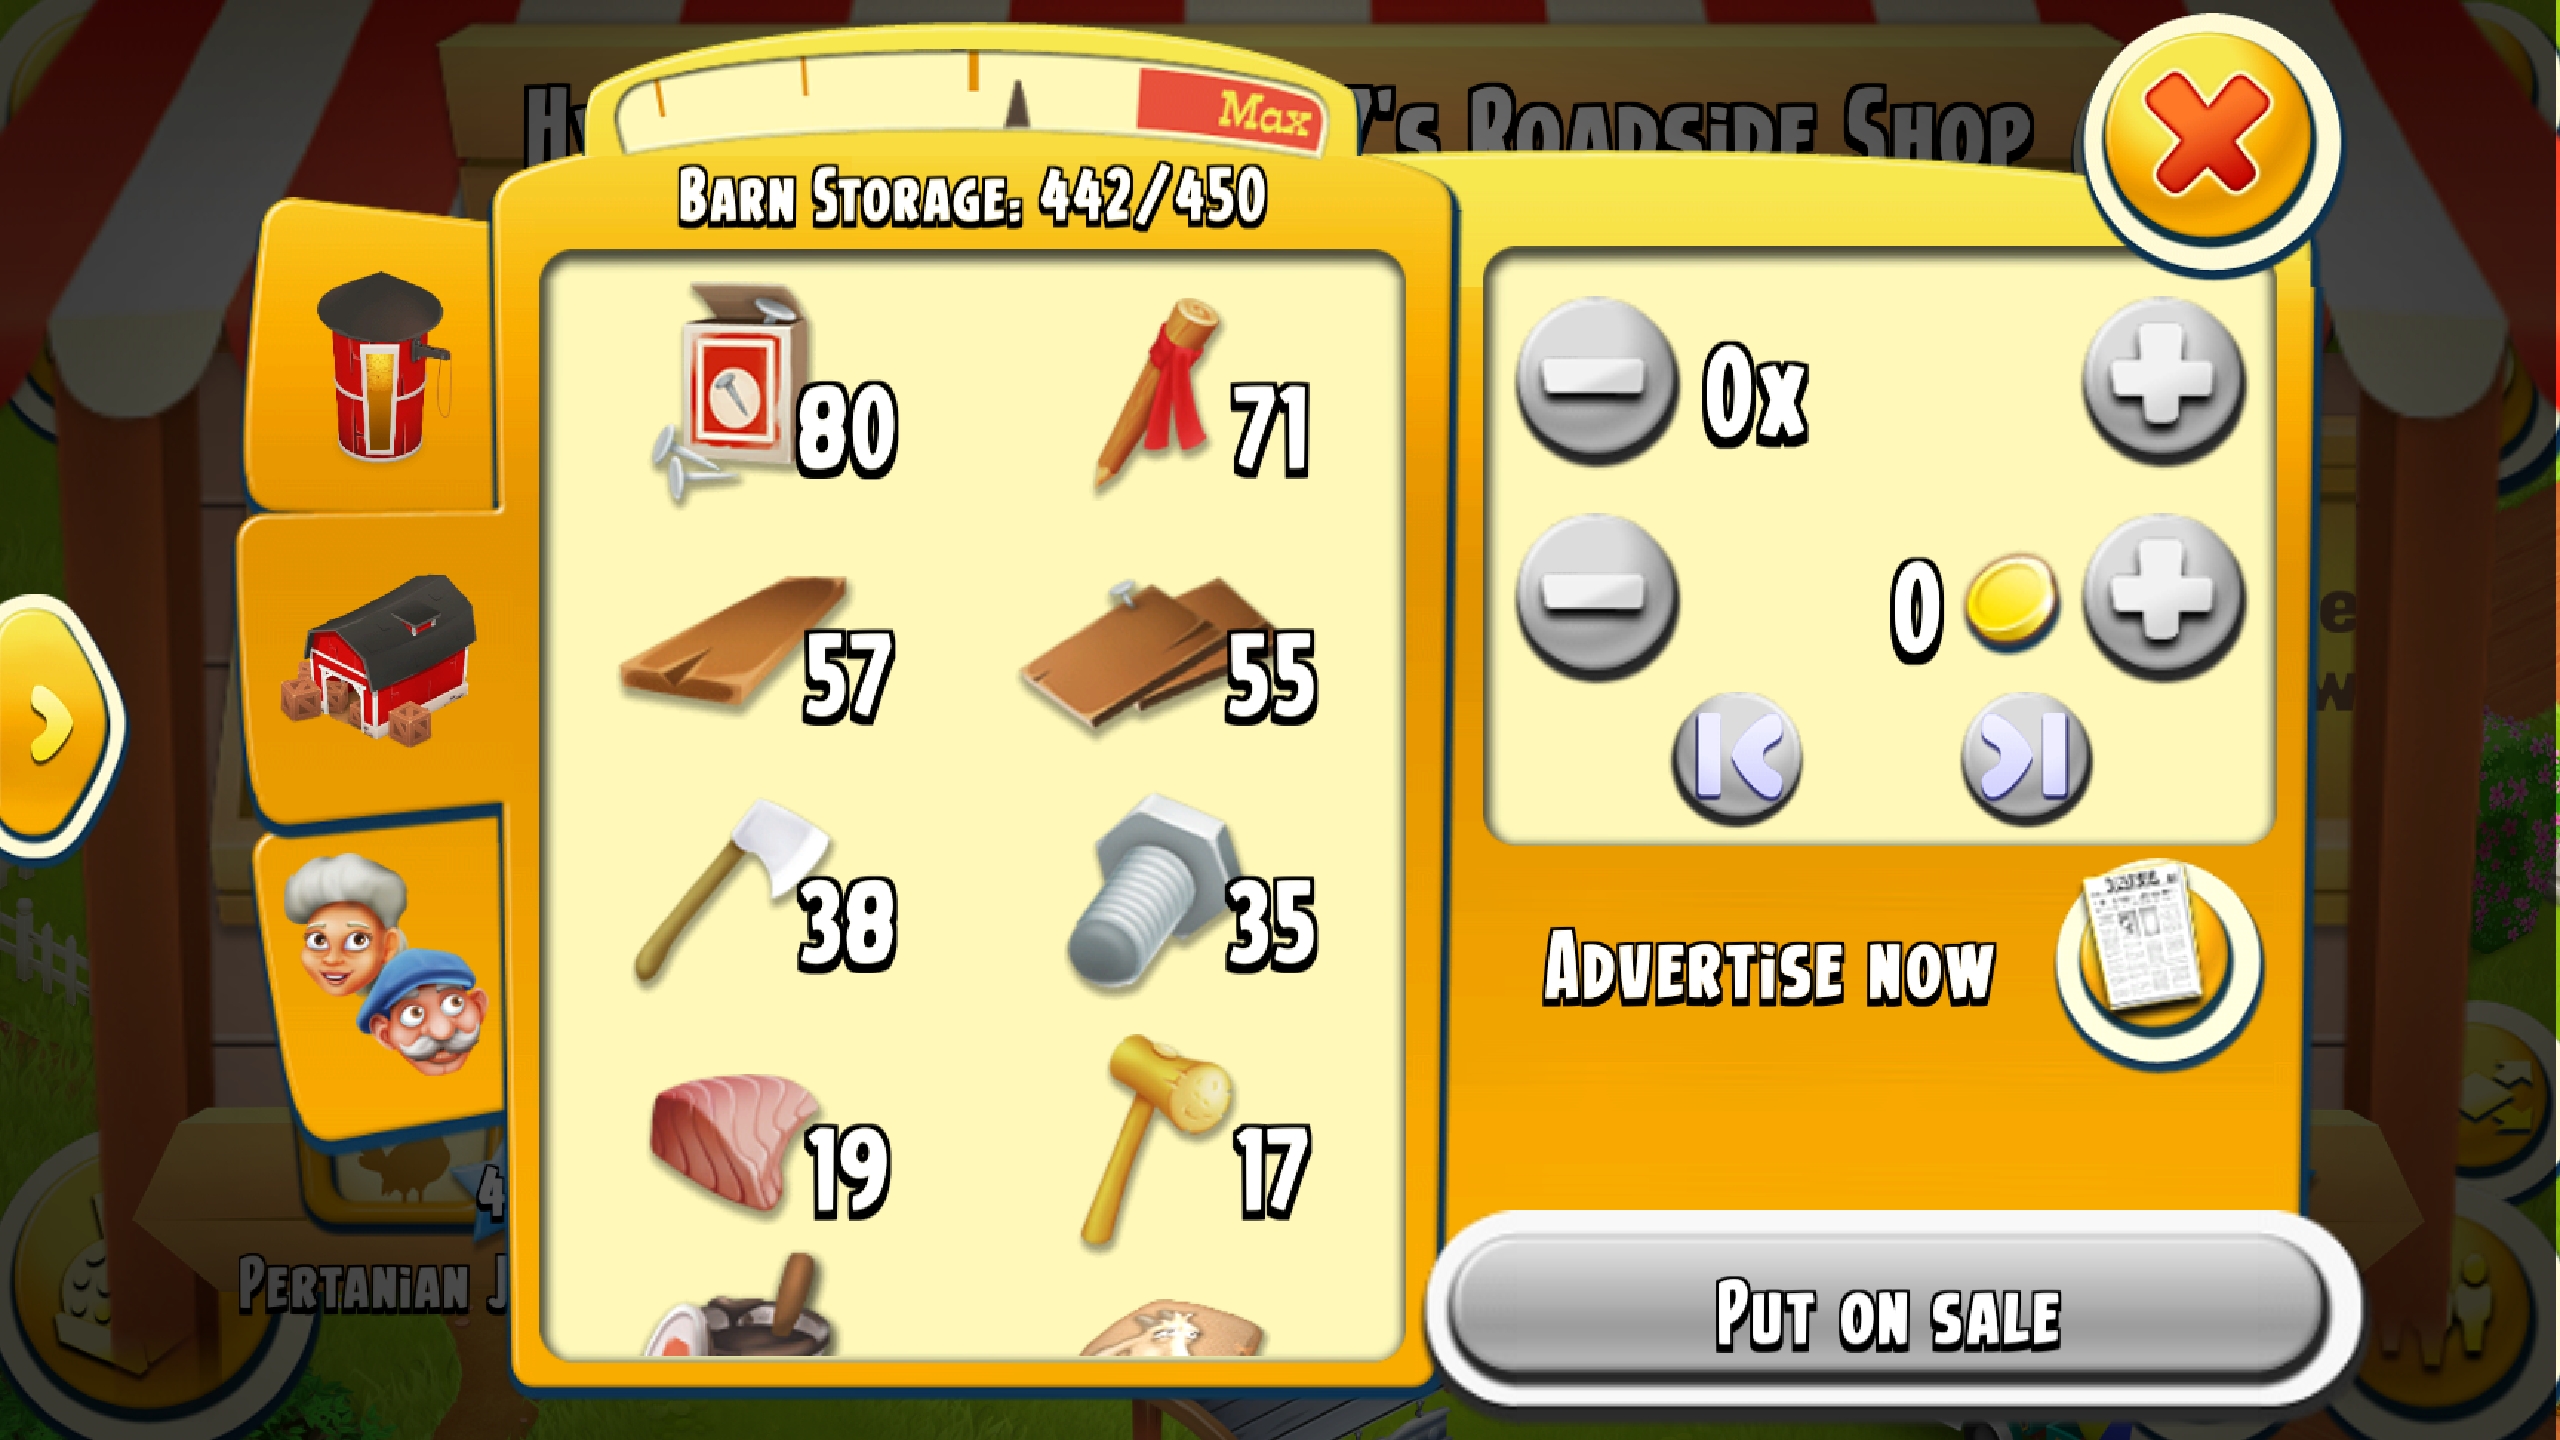 's Roadside Shop
Max
Barn Storage: 442/450
80
71
0x
57
55
0
38
35
Advertise now
19
17
4
Pertanian J
Put on sale